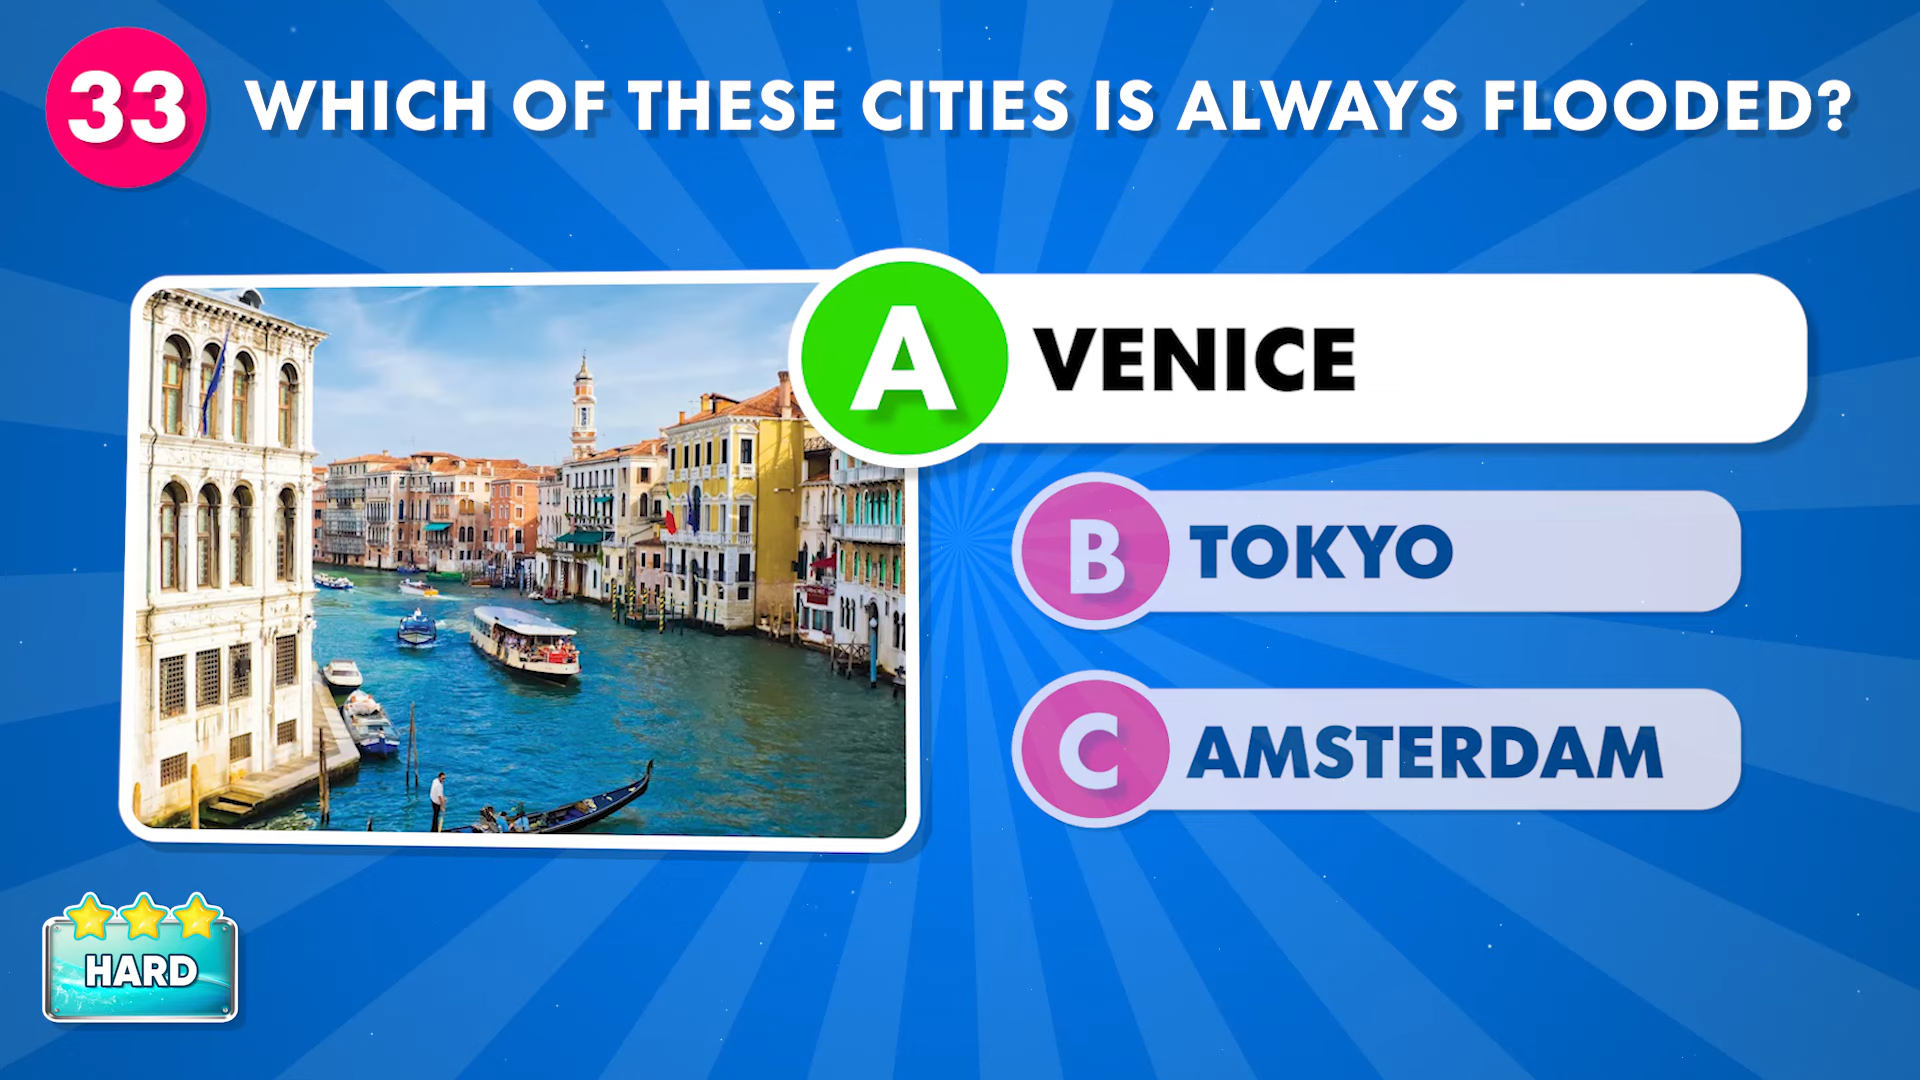 33
WHICH OF THESE CITIES IS ALWAYS FLOODED?
A VENICE
B TOKYO
C AMSTERDAM
HARD